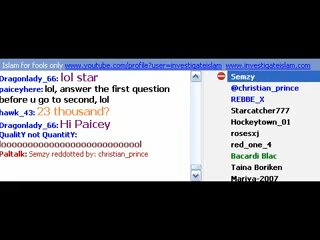 Islam for fools only www.youtube.com/profile?user=investigateislam www.investigateislam.com
Dragonlady_66: lol star
paiceyhere: lol, answer the first question
before u go to second, lol
hawk_43: 23 thousand?
Dragonlady_66: Hi Paicey
QualitY not QuantitY:
loooooooooooooooooooooooooool
Paltalk: Semzy reddotted by: christian_prince
Semzy
@christian_prince
REBBE_X
Starcatcher777
Hockeytown_01
rosesxj
red_one_4
Bacardi Blac
Taina Boriken
Mariya-2007